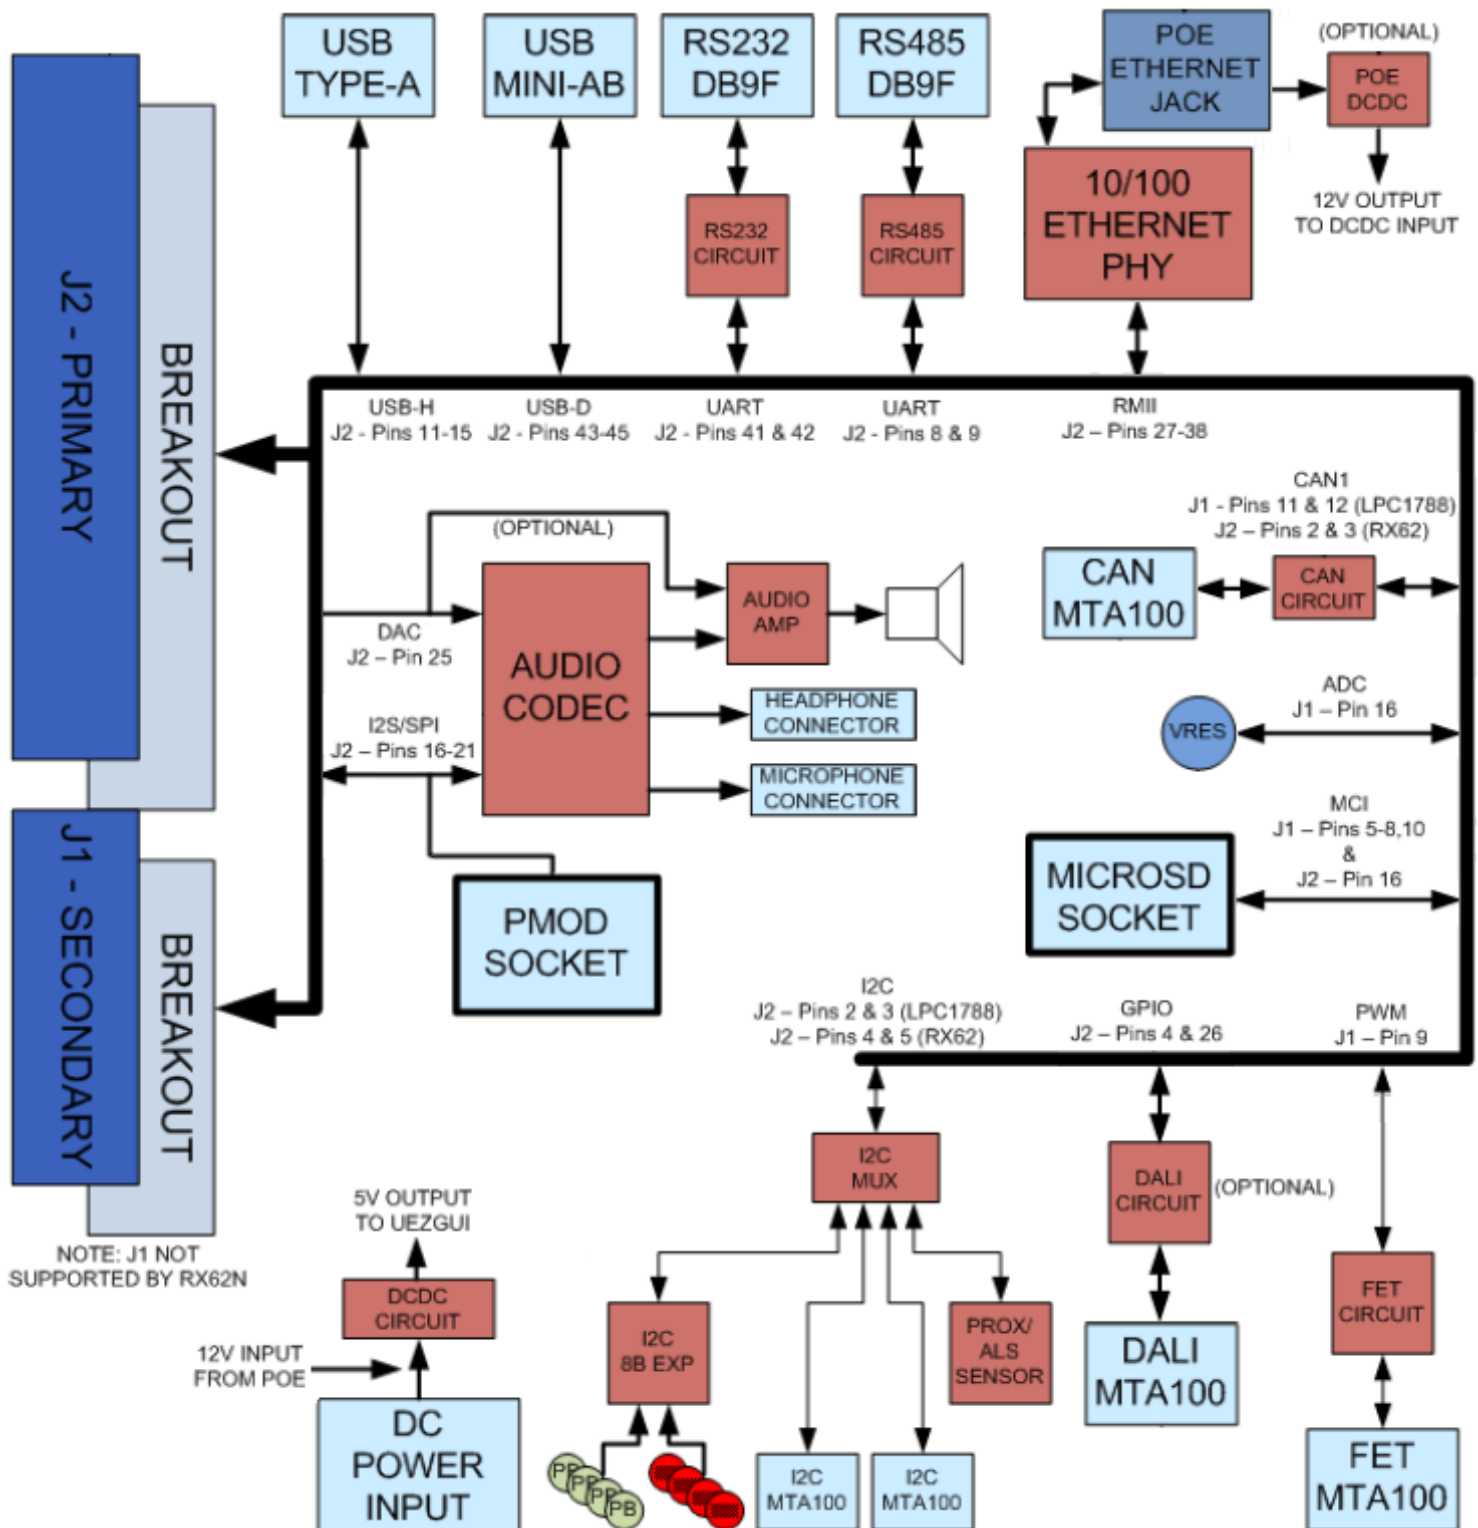 USB
TYPE-A
USB
MINI-AB
RS232
DB9F
RS485
DB9F
POE
ETHERNET
JACK
(OPTIONAL)
POE
DCDC
12V OUTPUT
TO DCDC INPUT
RS232
CIRCUIT
RS485
CIRCUIT
10/100
ETHERNET
PHY
J2 - PRIMARY
BREAKOUT
J1 - SECONDARY
BREAKOUT
NOTE: J1 NOT
SUPPORTED BY RX62N
USB-H
J2 - Pins 11-15
USB-D
J2 - Pins 43-45
UART
J2 - Pins 41 & 42
UART
J2 - Pins 8 & 9
RMII
J2 – Pins 27-38
CAN1
J1 - Pins 11 & 12 (LPC1788)
J2 – Pins 2 & 3 (RX62)
CAN
MTA100
CAN
CIRCUIT
(OPTIONAL)
DAC
J2 – Pin 25
AUDIO
CODEC
AUDIO
AMP
I2S/SPI
J2 – Pins 16-21
HEADPHONE
CONNECTOR
MICROPHONE
CONNECTOR
PMOD
SOCKET
ADC
J1 – Pin 16
VRES
MCI
J1 – Pins 5-8,10
&
J2 – Pin 16
MICROSD
SOCKET
I2C
J2 – Pins 2 & 3 (LPC1788)
J2 – Pins 4 & 5 (RX62)
GPIO
J2 – Pins 4 & 26
PWM
J1 – Pin 9
I2C
MUX
DALI
CIRCUIT
(OPTIONAL)
FET
CIRCUIT
5V OUTPUT
TO UEZGUI
DCDC
CIRCUIT
12V INPUT
FROM POE
DC
POWER
INPUT
I2C
8B EXP
PROX/
ALS
SENSOR
DALI
MTA100
PB
I2C
MTA100
I2C
MTA100
FET
MTA100